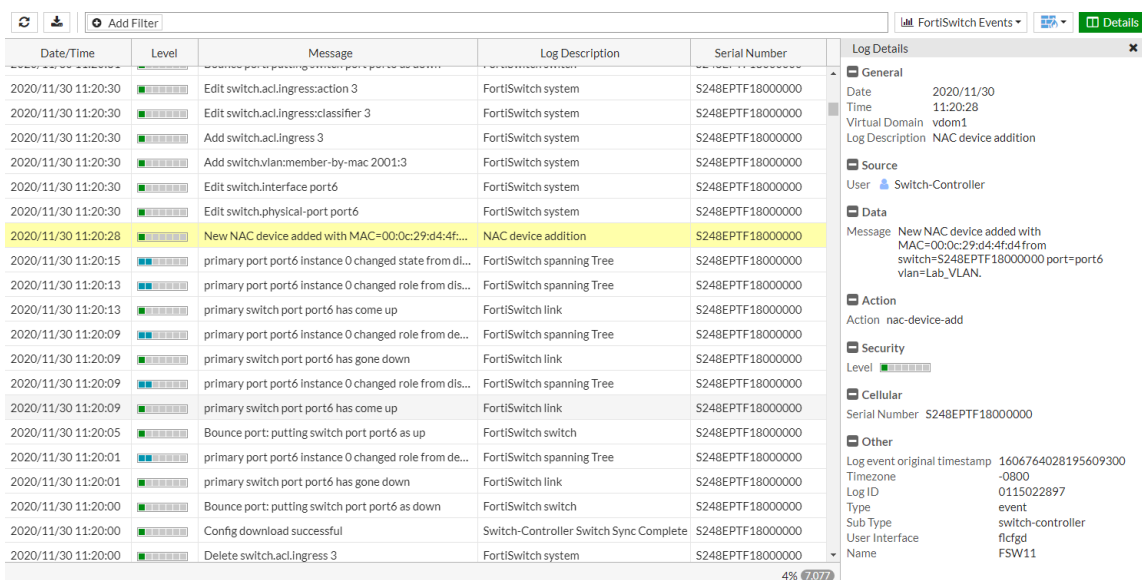 Add Filter
FortiSwitch Events
Details
Date/Time Level Message Log Description Serial Number
2020/11/30 11:20:30 Edit switch.acl.ingress:action 3 FortiSwitch system S248EPTF18000000
2020/11/30 11:20:30 Edit switch.acl.ingress:classifier 3 FortiSwitch system S248EPTF18000000
2020/11/30 11:20:30 Add switch.acl.ingress 3 FortiSwitch system S248EPTF18000000
2020/11/30 11:20:30 Add switch.vlan:member-by-mac 2001:3 FortiSwitch system S248EPTF18000000
2020/11/30 11:20:30 Edit switch.interface port6 FortiSwitch system S248EPTF18000000
2020/11/30 11:20:30 Edit switch.physical-port port6 FortiSwitch system S248EPTF18000000
2020/11/30 11:20:28 New NAC device added with MAC=00:0c:29:d4:4f:... NAC device addition S248EPTF18000000
2020/11/30 11:20:15 primary port port6 instance 0 changed state from di... FortiSwitch spanning Tree S248EPTF18000000
2020/11/30 11:20:13 primary port port6 instance 0 changed role from dis... FortiSwitch spanning Tree S248EPTF18000000
2020/11/30 11:20:13 primary switch port port6 has come up FortiSwitch link S248EPTF18000000
2020/11/30 11:20:09 primary port port6 instance 0 changed role from de... FortiSwitch spanning Tree S248EPTF18000000
2020/11/30 11:20:09 primary switch port port6 has gone down FortiSwitch link S248EPTF18000000
2020/11/30 11:20:09 primary port port6 instance 0 changed role from dis... FortiSwitch spanning Tree S248EPTF18000000
2020/11/30 11:20:09 primary switch port port6 has come up FortiSwitch link S248EPTF18000000
2020/11/30 11:20:05 Bounce port: putting switch port port6 as up FortiSwitch switch S248EPTF18000000
2020/11/30 11:20:01 primary port port6 instance 0 changed role from de... FortiSwitch spanning Tree S248EPTF18000000
2020/11/30 11:20:01 primary switch port port6 has gone down FortiSwitch link S248EPTF18000000
2020/11/30 11:20:00 Bounce port: putting switch port port6 as down FortiSwitch switch S248EPTF18000000
2020/11/30 11:20:00 Config download successful Switch-Controller Switch Sync Complete S248EPTF18000000
2020/11/30 11:20:00 Delete switch.acl.ingress 3 FortiSwitch system S248EPTF18000000
4% 7,077
Log Details
General
Date 2020/11/30
Time 11:20:28
Virtual Domain vdom1
Log Description NAC device addition
Source
User Switch-Controller
Data
Message New NAC device added with
MAC=00:0c:29:d4:4f:d4 from
switch=S248EPTF18000000 port=port6
vlan=Lab_VLAN.
Action
Action nac-device-add
Security
Level
Cellular
Serial Number S248EPTF18000000
Other
Log event original timestamp 1606764028195609300
Timezone -0800
Log ID 0115022897
Type event
Sub Type switch-controller
User Interface flcfgd
Name FSW11